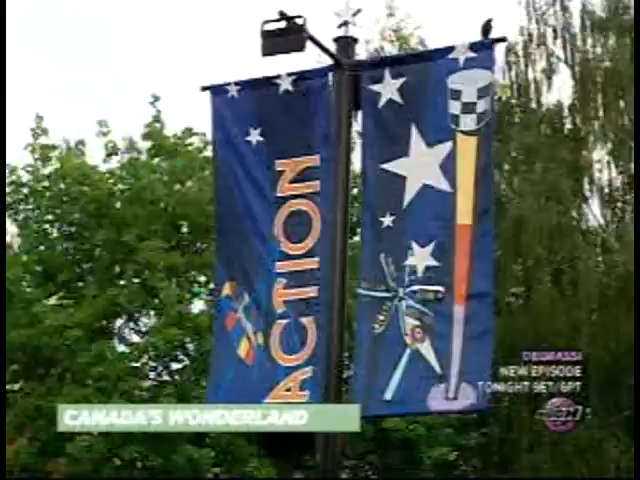 ACTION
CANADA'S WONDERLAND
DEGRASSI
NEW EPISODE
TONIGHT 9ET/6PT